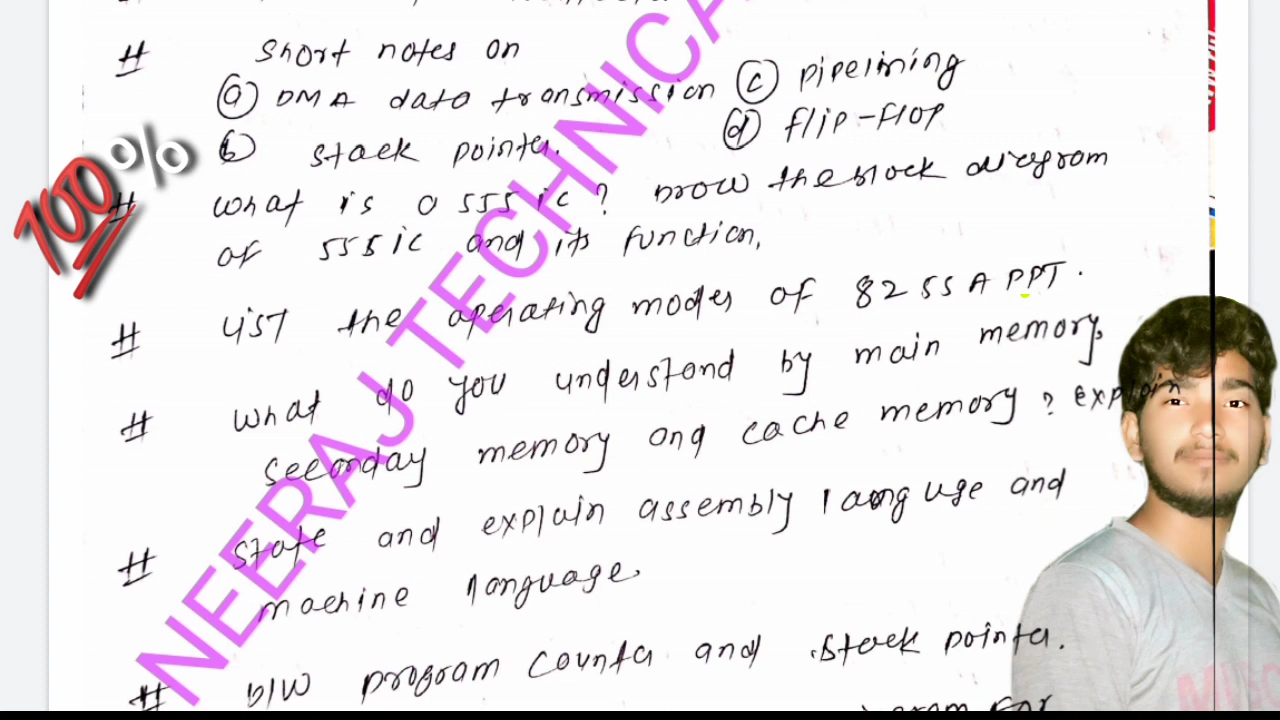 # Short notes on
(a) DMA data transmission (c) pipelining
(b) stack pointer. (d) flip-flop
# what is a 555 ic? Draw the block diagram
of 555 ic and its function,
# LIST the operating modes of 8255A PPT.
# what do you understand by main memory,
secorday memory and cache memory? explain
# state and explain assembly language and
machine language.
# b/w program counter and stack pointer.
for
100%
NEERAJ TECHNICA